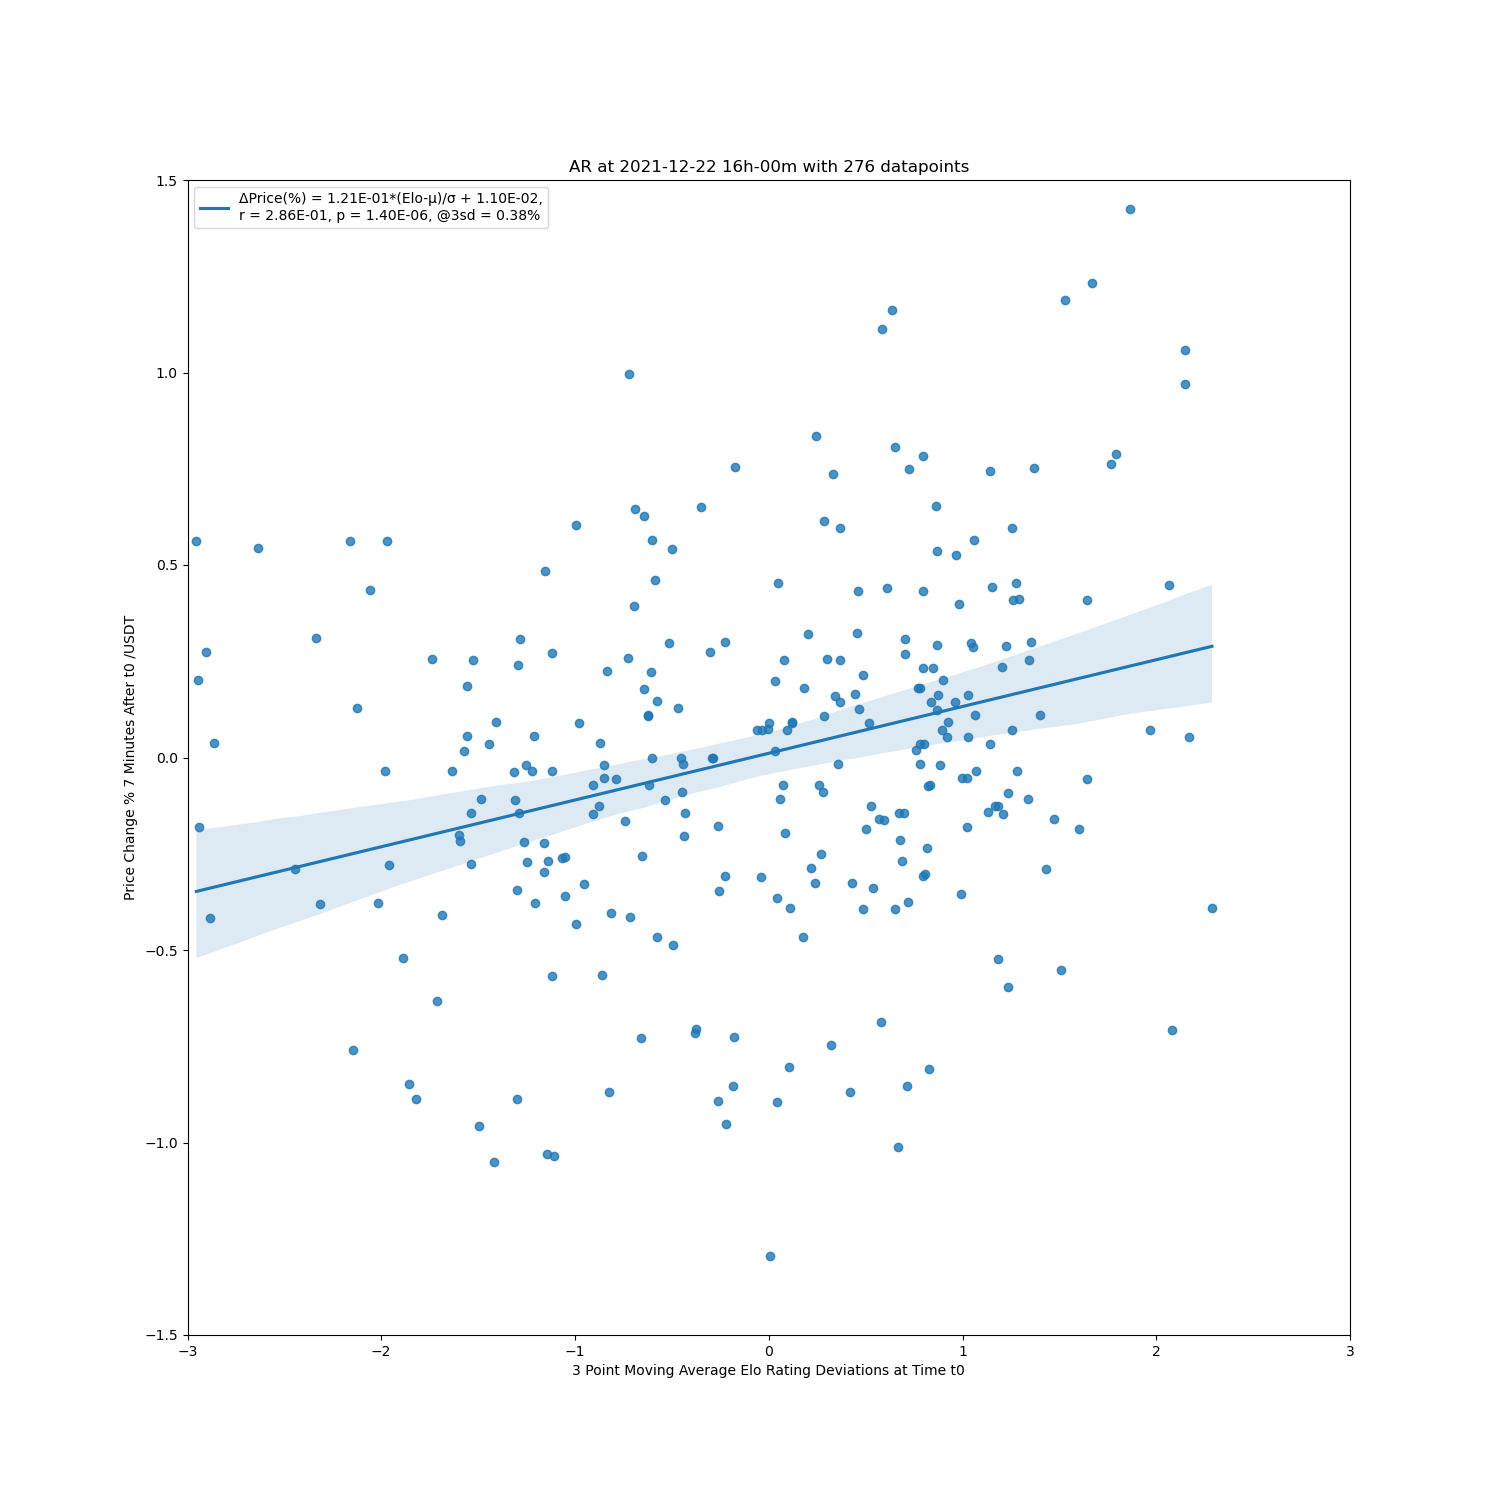 AR at 2021-12-22 16h-00m with 276 datapoints
ΔPrice(%) = 1.21E-01*(Elo-μ)/σ + 1.10E-02,
r = 2.86E-01, p = 1.40E-06, @3sd = 0.38%
Price Change % 7 Minutes After t0 /USDT
1.5
1.0
0.5
0.0
−0.5
−1.0
−1.5
−3
−2
−1
0
1
2
3
3 Point Moving Average Elo Rating Deviations at Time t0